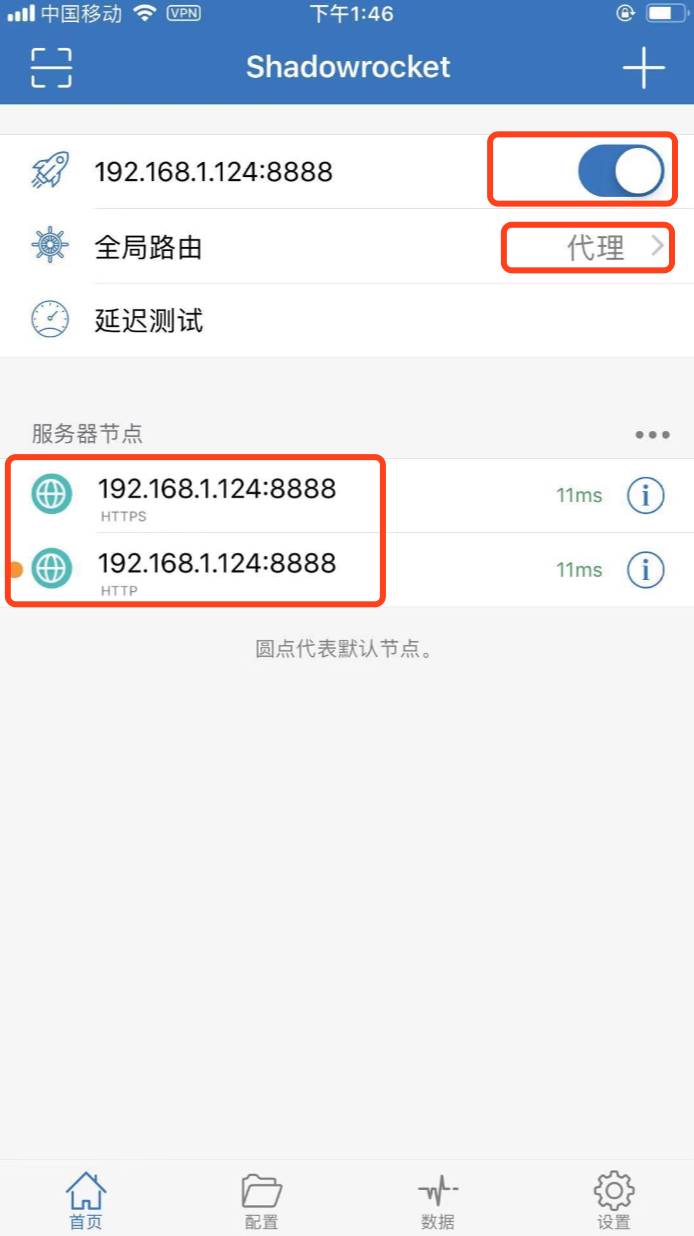 中国移动 VPN 下午1:46
Shadowrocket
192.168.1.124:8888
全局路由 代理
延迟测试
服务器节点
192.168.1.124:8888 11ms
HTTPS
192.168.1.124:8888 11ms
HTTP
圆点代表默认节点。
首页 配置 数据 设置